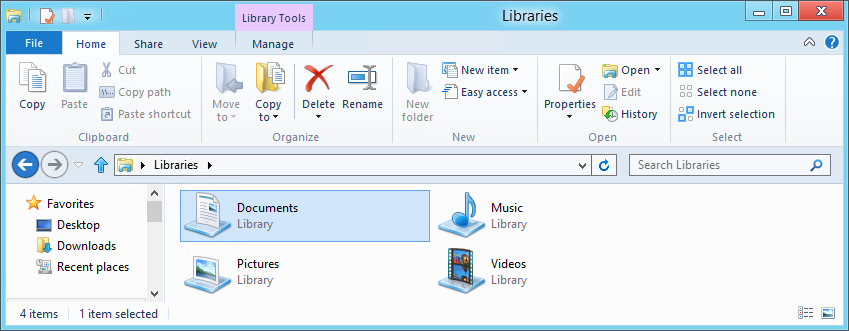 Library Tools
Libraries
File Home Share View Manage
Copy
Paste
Cut
Copy path
Paste shortcut
Clipboard
Move to
Copy to
Delete
Rename
Organize
New folder
New item
Easy access
New
Properties
Open
Edit
History
Open
Select all
Select none
Invert selection
Select
Libraries
Search Libraries
Favorites
Desktop
Downloads
Recent places
Documents
Library
Music
Library
Pictures
Library
Videos
Library
4 items 1 item selected